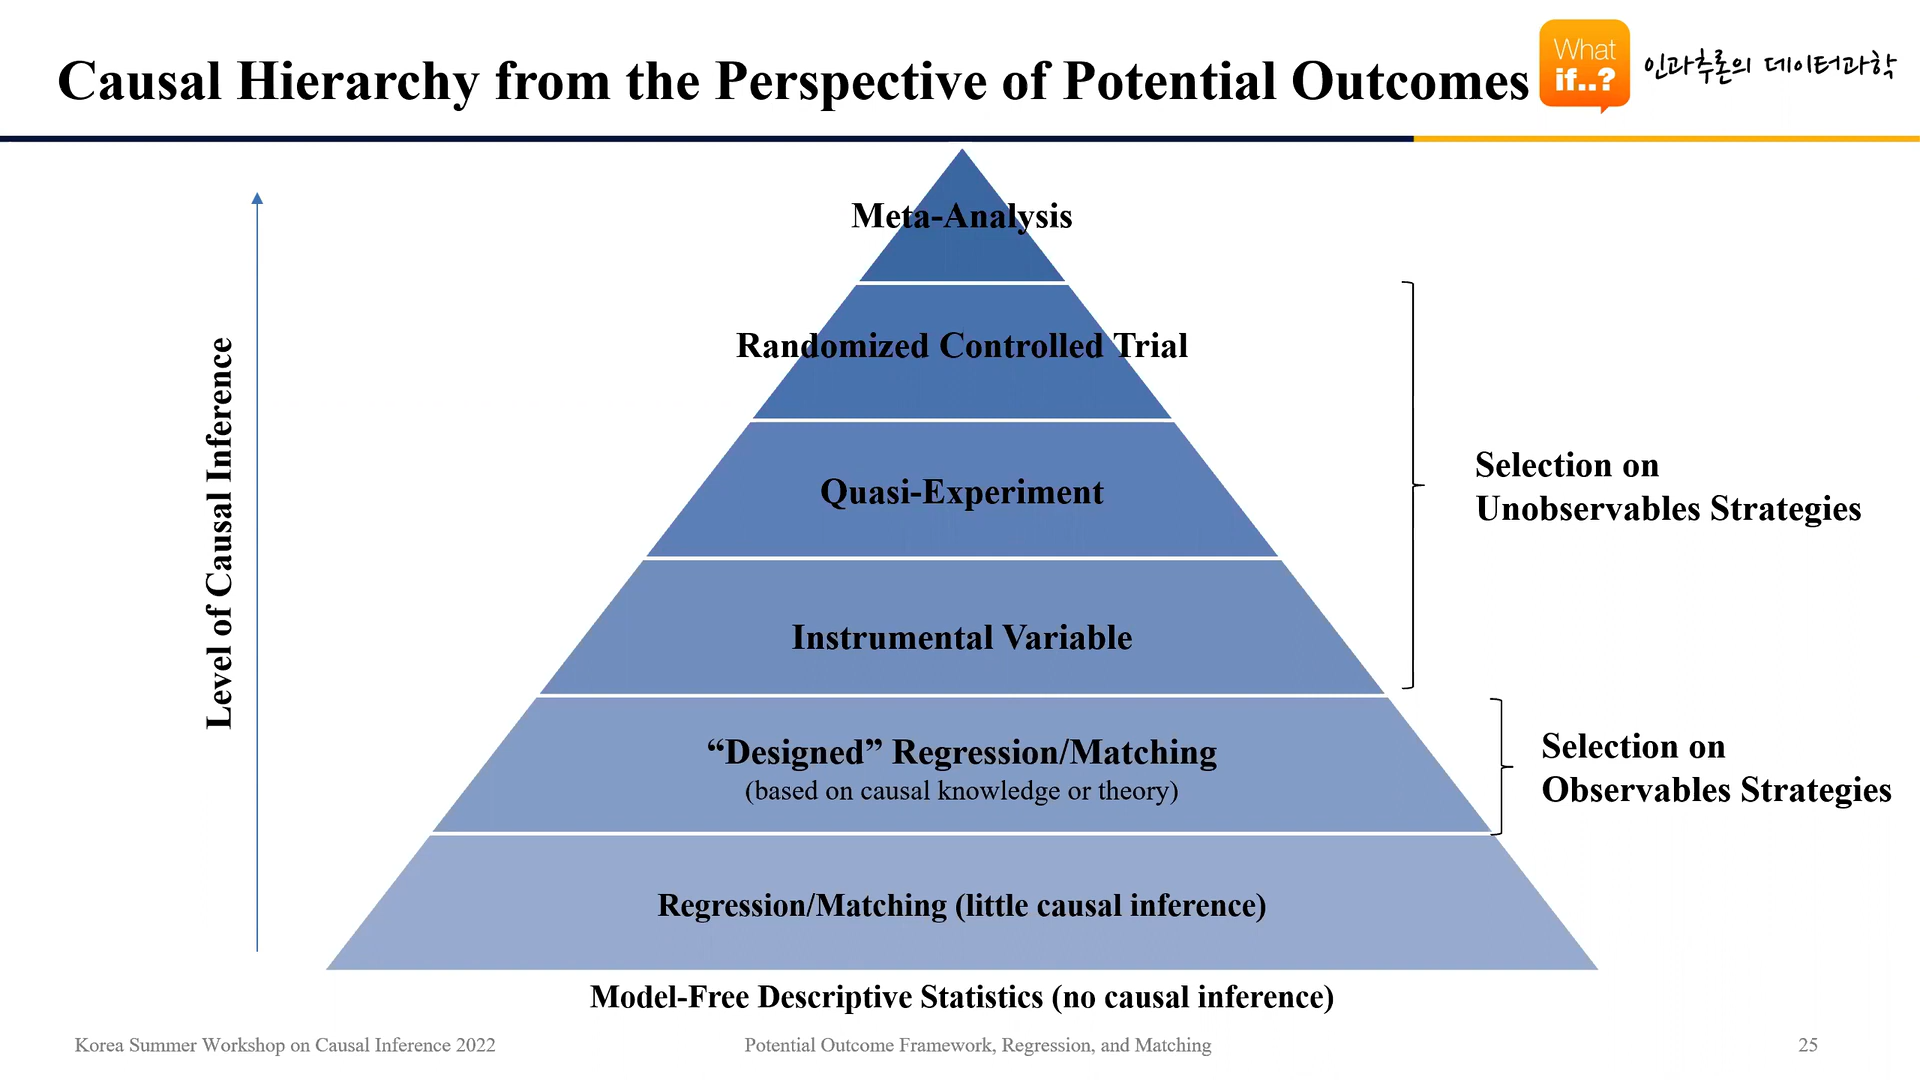 Causal Hierarchy from the Perspective of Potential Outcomes
What
if..?
인과추론의 데이터과학
Level of Causal Inference
Meta-Analysis
Randomized Controlled Trial
Quasi-Experiment
Instrumental Variable
“Designed” Regression/Matching
(based on causal knowledge or theory)
Regression/Matching (little causal inference)
Model-Free Descriptive Statistics (no causal inference)
Selection on
Unobservables Strategies
Selection on
Observables Strategies
Korea Summer Workshop on Causal Inference 2022
Potential Outcome Framework, Regression, and Matching
25